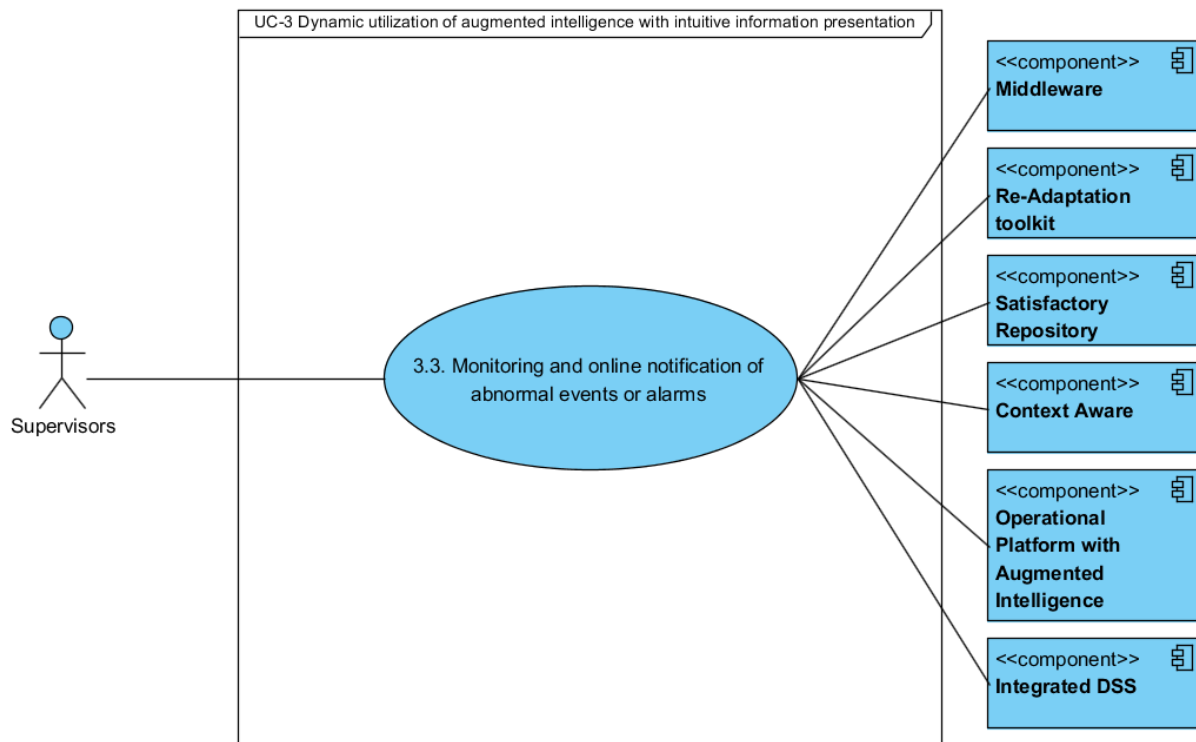 UC-3 Dynamic utilization of augmented intelligence with intuitive information presentation
Supervisors
3.3. Monitoring and online notification of
abnormal events or alarms
<<component>>
Middleware
<<component>>
Re-Adaptation
toolkit
<<component>>
Satisfactory
Repository
<<component>>
Context Aware
<<component>>
Operational
Platform with
Augmented
Intelligence
<<component>>
Integrated DSS